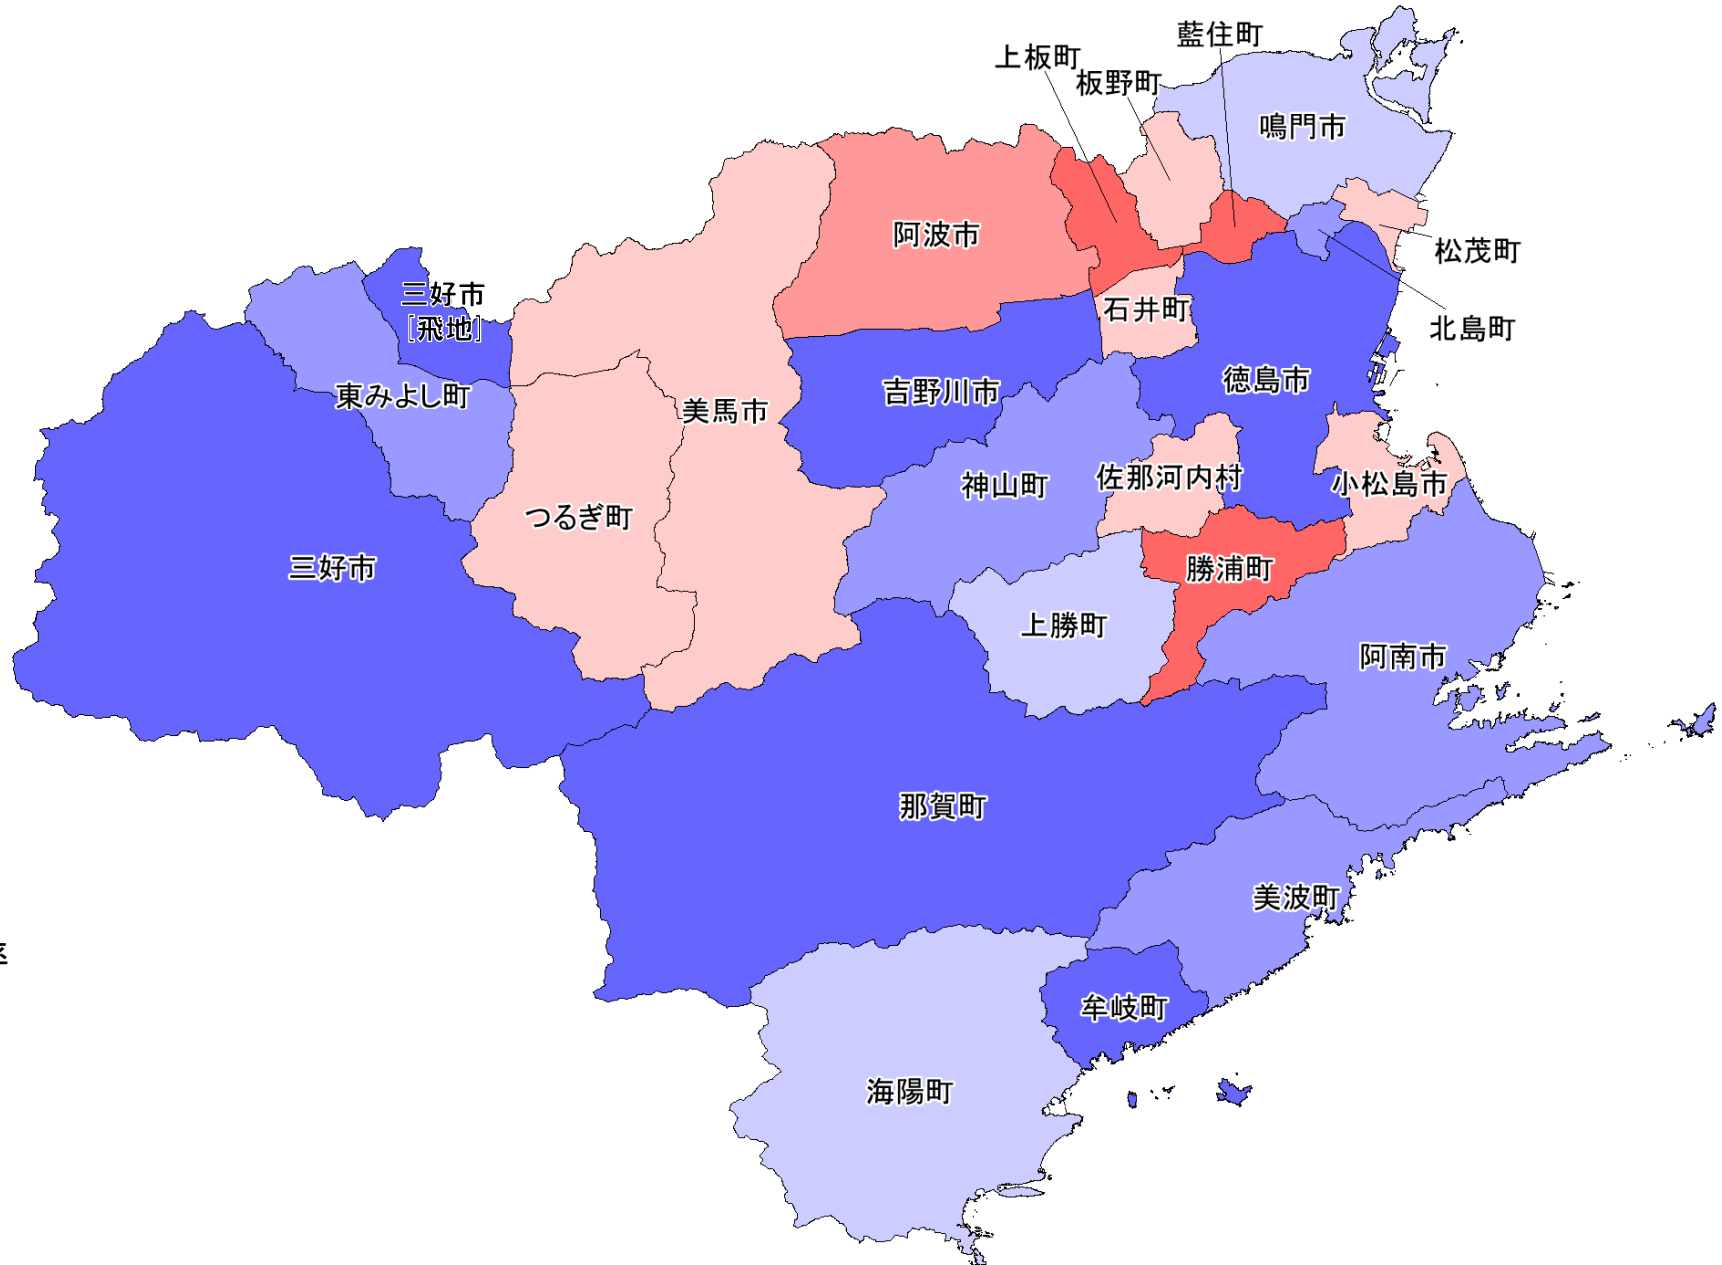 藍住町
上板町
板野町
鳴門市
阿波市
松茂町
三好市
[飛地]
石井町
北島町
徳島市
吉野川市
東みよし町
美馬市
佐那河内村
小松島市
神山町
つるぎ町
三好市
勝浦町
上勝町
阿南市
那賀町
美波町
牟岐町
海陽町